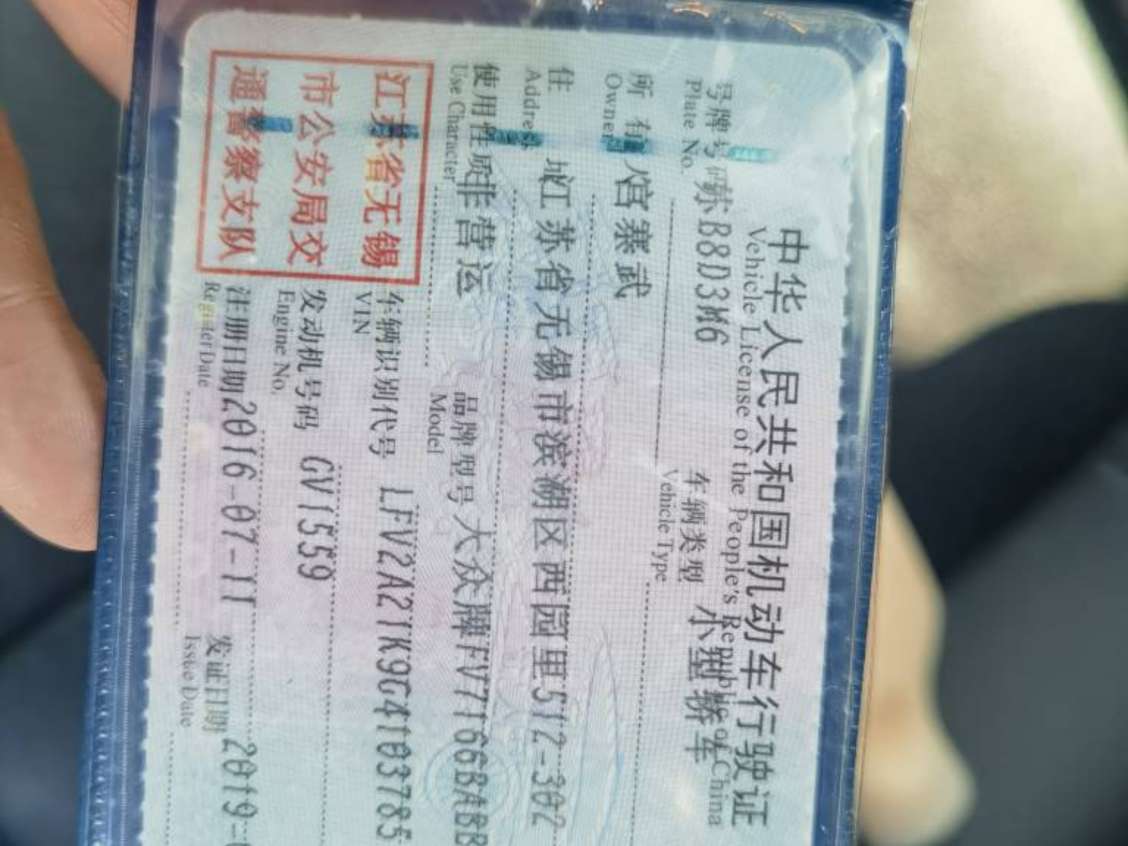 中华人民共和国机动车行驶证
Vehicle License of the People's Republic of China
号牌号码 苏B8D3M6 车辆类型 小型轿车
Plate No. Vehicle Type
所有人 宫寨武
Owner
住 址 江苏省无锡市滨湖区西园里512-302
Address
使用性质 非营运 品牌型号 大众牌FV7166BABB
Use Character Model
江苏省无锡
市公安局交
通警察支队
车辆识别代号 LFV2A21K9G4103785
VIN
发动机号码 GV1559
Engine No.
注册日期 2016-07-11 发证日期 2019-
Register Date Issue Date